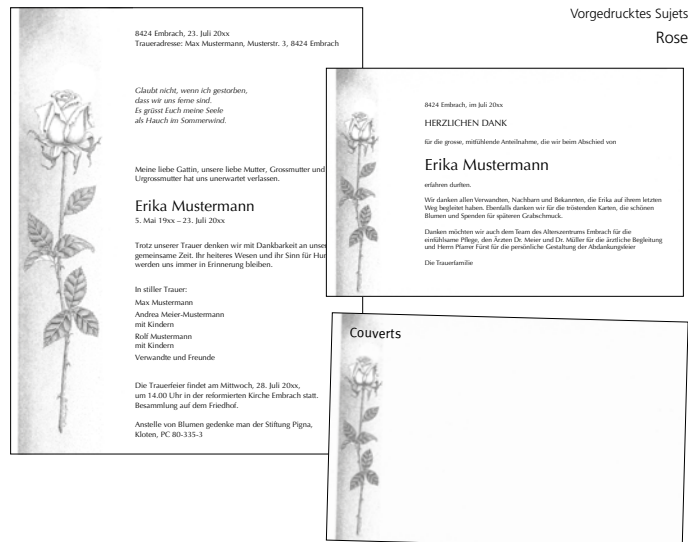 Vorgedrucktes Sujets
Rose
8424 Embrach, 23. Juli 20xx
Traueradresse: Max Mustermann, Musterstr. 3, 8424 Embrach
Glaubt nicht, wenn ich gestorben,
dass wir uns ferne sind.
Es grüsst Euch meine Seele
als Hauch im Sommerwind.
Meine liebe Gattin, unsere liebe Mutter, Grossmutter und
Urgrossmutter hat uns unerwartet verlassen.
Erika Mustermann
5. Mai 19xx – 23. Juli 20xx
Trotz unserer Trauer denken wir mit Dankbarkeit an
gemeinsame Zeit. Ihr heiteres Wesen und ihr Sinn für
werden uns immer in Erinnerung bleiben.
In stiller Trauer:
Max Mustermann
Andrea Meier-Mustermann
mit Kindern
Rolf Mustermann
mit Kindern
Verwandte und Freunde
Die Trauerfeier findet am Mittwoch, 28. Juli 20xx,
um 14.00 Uhr in der reformierten Kirche Embrach statt.
Besammlung auf dem Friedhof.
Anstelle von Blumen gedenke man der Stiftung Pigna,
Kloten, PC 80-335-3
8424 Embrach, im Juli 20xx
HERZLICHEN DANK
für die grosse, mitfühlende Anteilnahme, die wir beim Abschied von
Erika Mustermann
erfahren durften.
Wir danken allen Verwandten, Nachbarn und Bekannten, die Erika auf ihrem letzten
Weg begleitet haben. Ebenfalls danken wir für die tröstenden Karten, die schönen
Blumen und Spenden für späteren Grabschmuck.
Danken möchten wir auch dem Team des Alterszentrums Embrach für die
einfühlsame Pflege, den Ärzten Dr. Meier und Dr. Müller für die ärztliche Begleitung
und Herrn Pfarrer Fürst für die persönliche Gestaltung der Abdankungsfeier
Die Trauerfamilie
Couverts